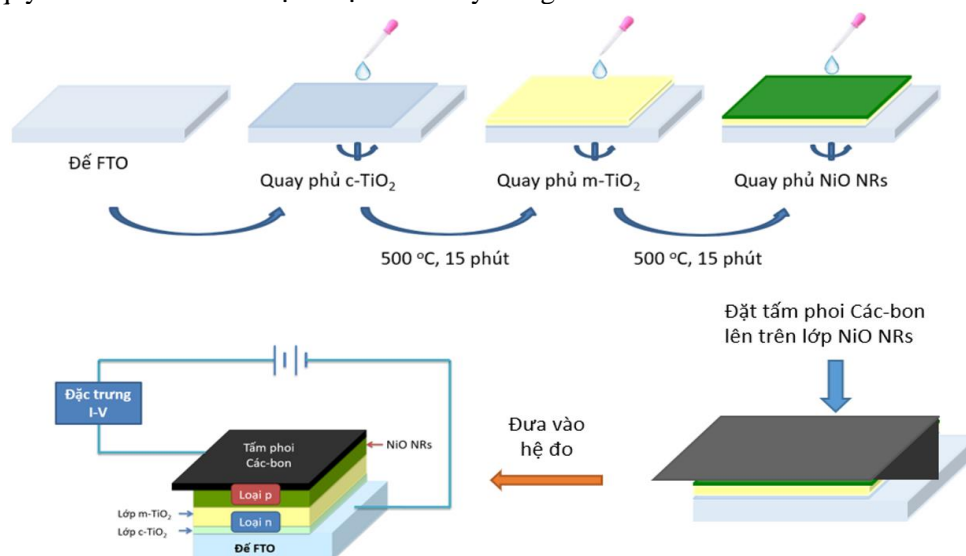 Đế FTO
Quay phủ c-TiO₂
Quay phủ m-TiO₂
Quay phủ NiO NRs
500 ºC, 15 phút
500 ºC, 15 phút
Đặt tấm phoi Các-bon
lên trên lớp NiO NRs
Đưa vào
hệ đo
Đặc trưng
I-V
Tấm phoi
Các-bon
NiO NRs
Loại p
Lớp m-TiO₂
Loại n
Lớp c-TiO₂
Đế FTO